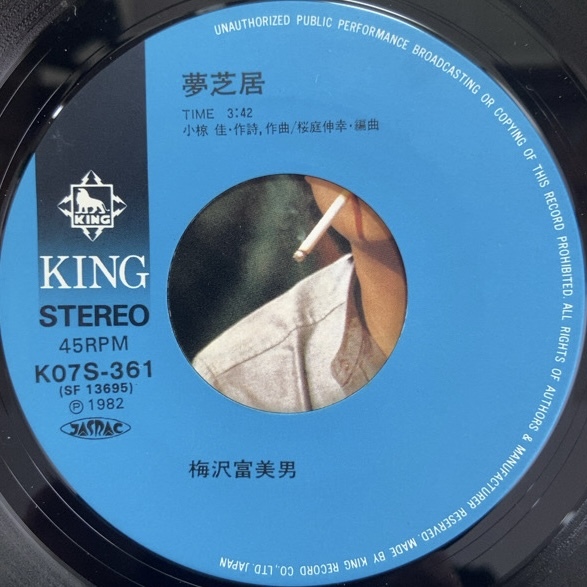 UNAUTHORIZED PUBLIC PERFORMANCE BROADCASTING OR COPYING OF THIS RECORD PROHIBITED. ALL RIGHTS OF AUTHORS & MANUFACTURER RESERVED. MADE BY KING RECORD CO., LTD. JAPAN
夢芝居
TIME 3:42
小椋 佳・作詩,作曲/桜庭伸幸・編曲
KING
KING
STEREO
45RPM
K07S-361
(SF 13695)
Ⓟ 1982
JASRAC
梅沢富美男